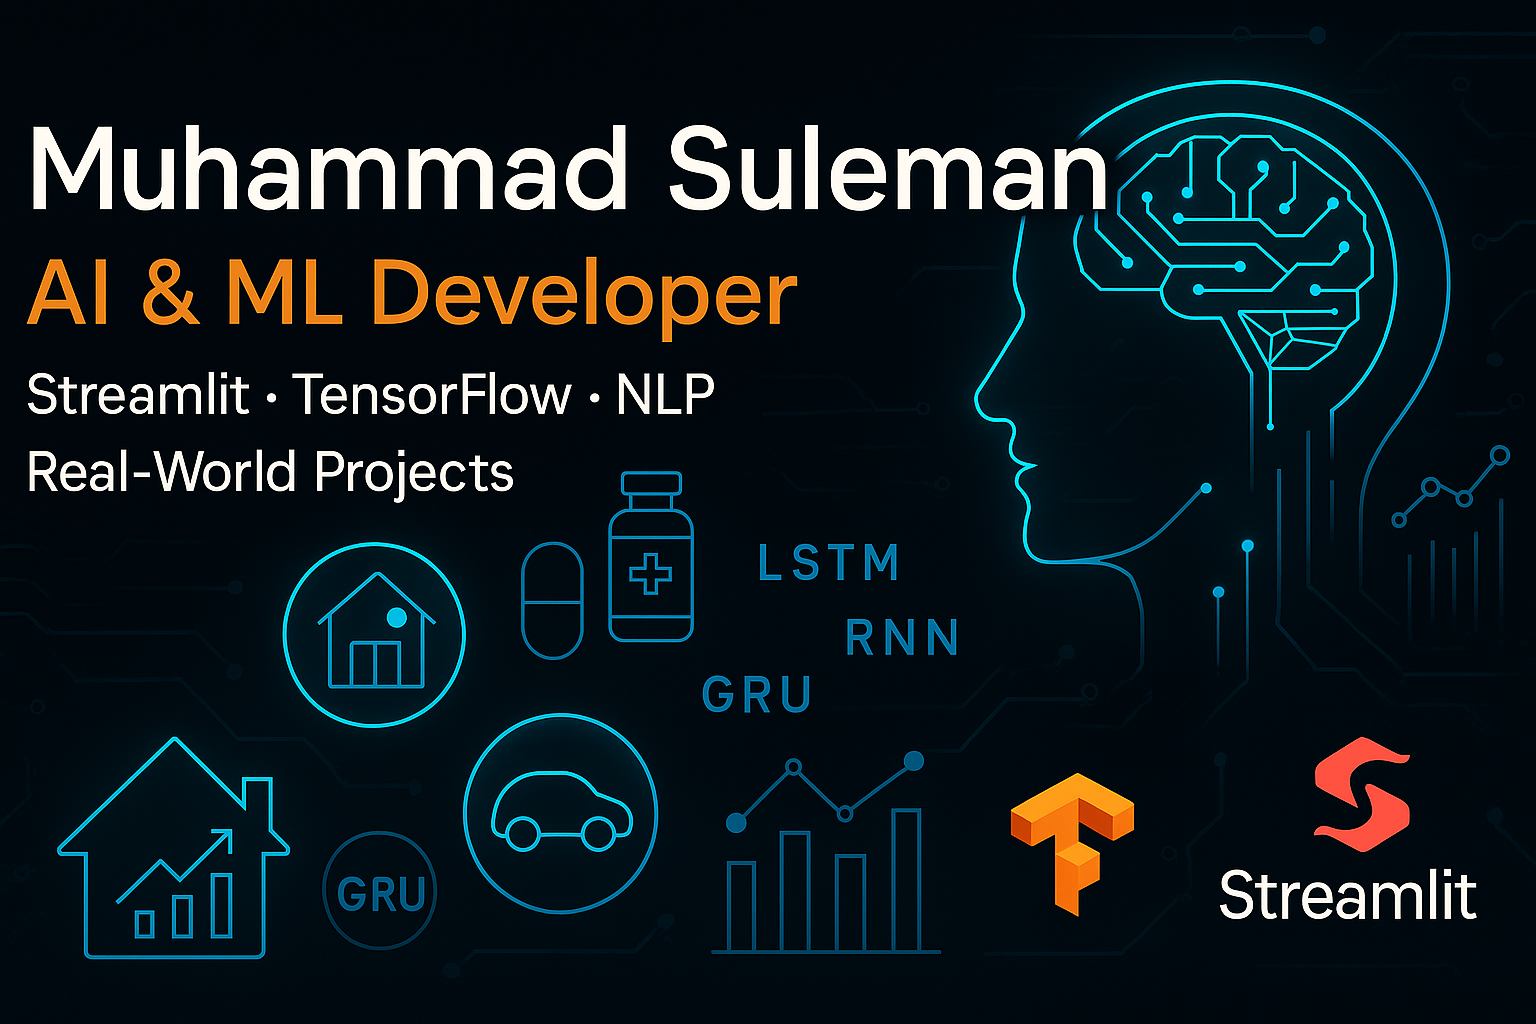 Muhammad Suleman
AI & ML Developer
Streamlit · TensorFlow · NLP
Real-World Projects
LSTM
RNN
GRU
GRU
Streamlit